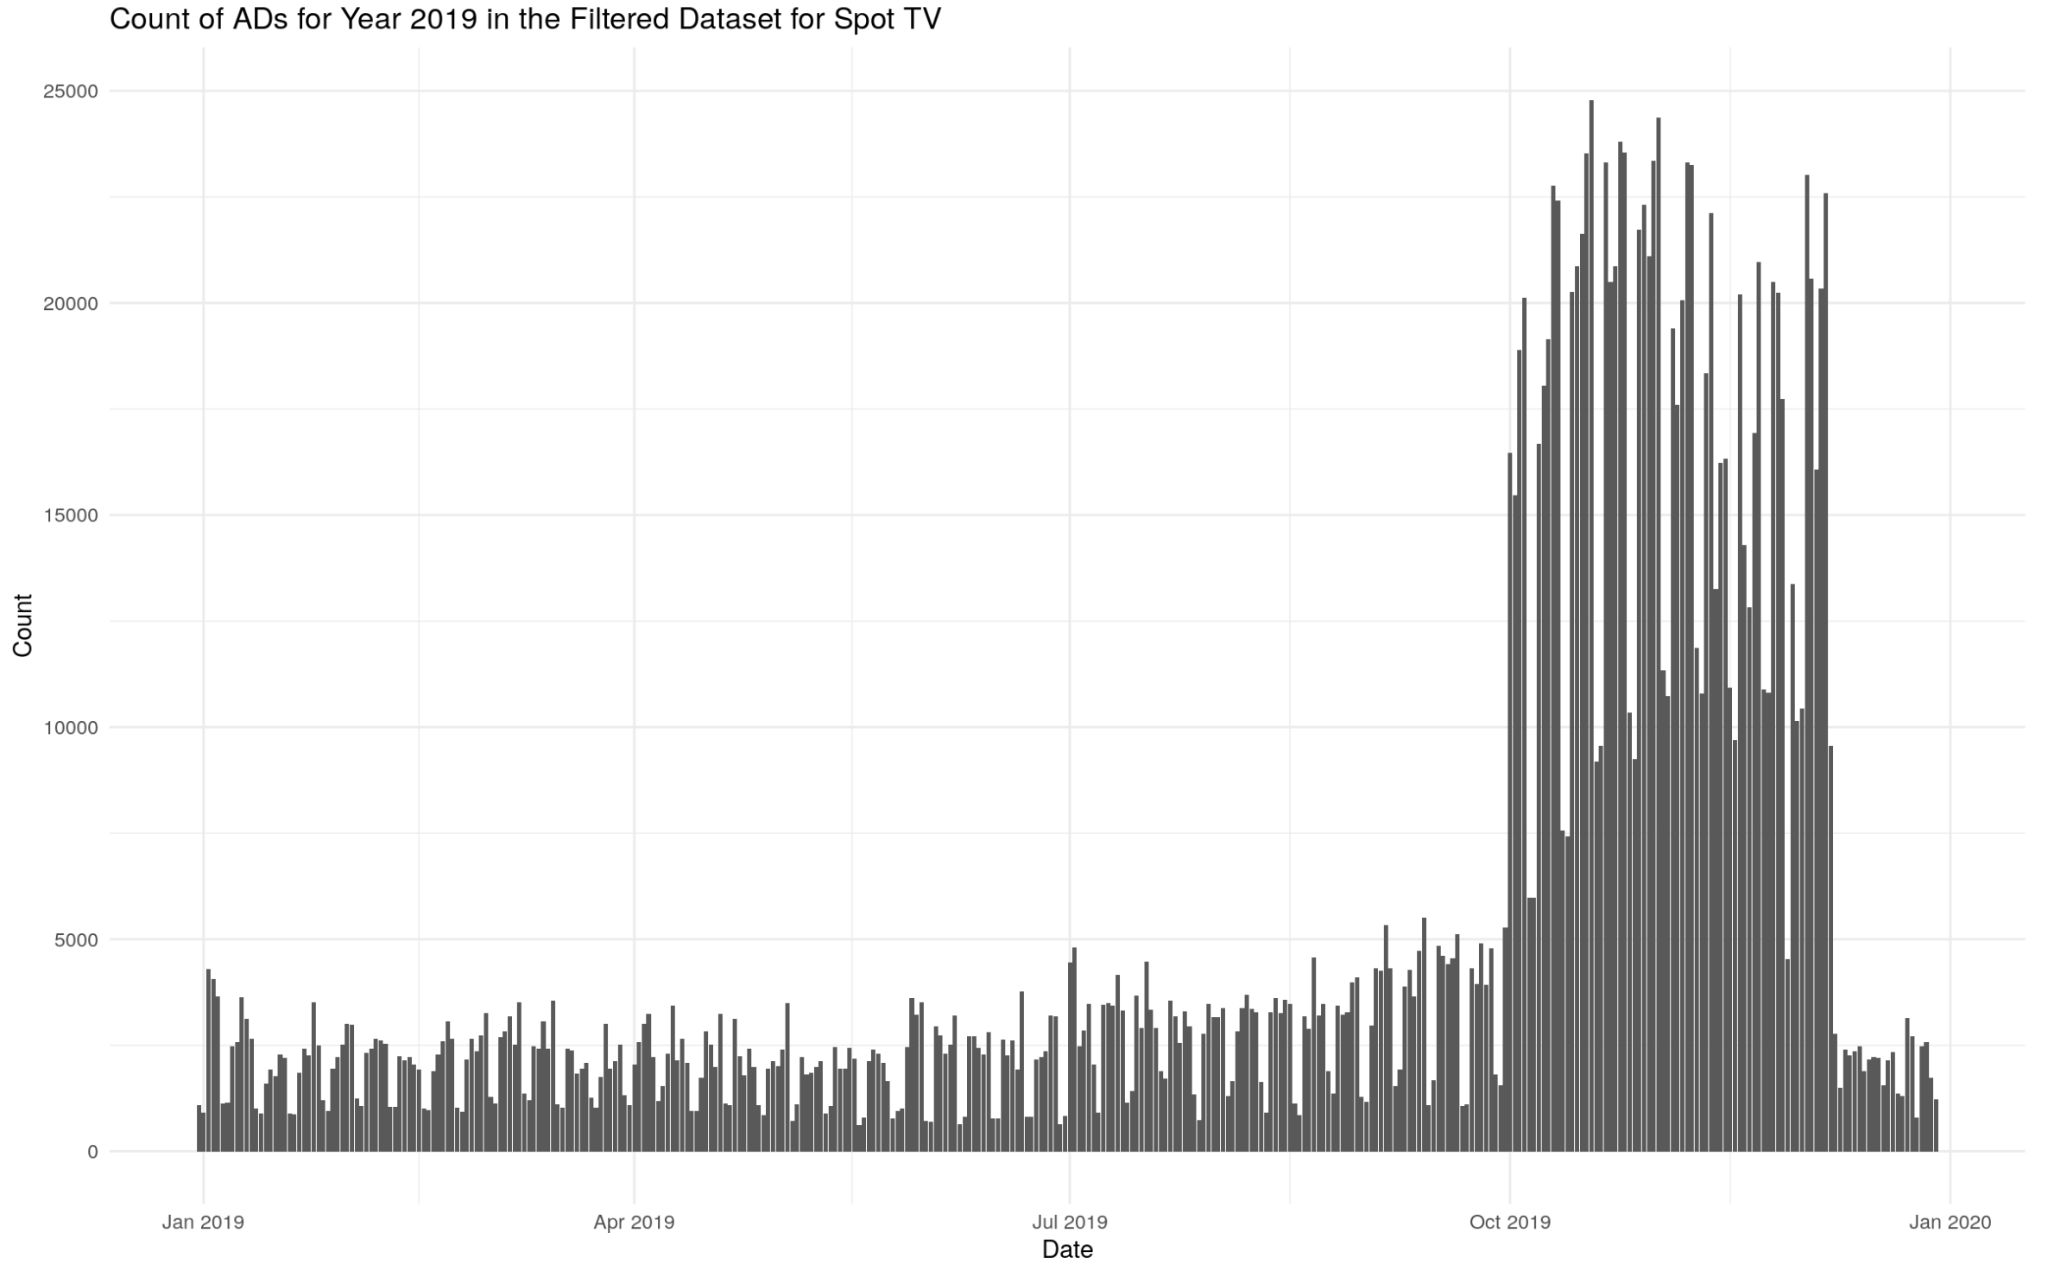 Count of ADs for Year 2019 in the Filtered Dataset for Spot TV
25000
20000
15000
10000
5000
0
Count
Jan 2019
Apr 2019
Jul 2019
Oct 2019
Jan 2020
Date